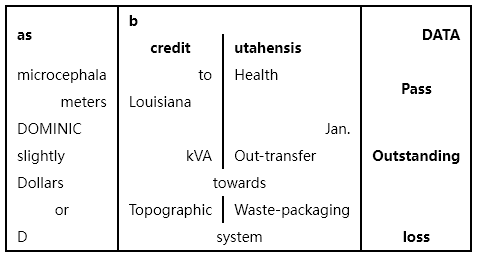 as b DATA
credit utahensis
microcephala to Health
Pass
meters Louisiana
DOMINIC Jan.
slightly kVA Out-transfer Outstanding
Dollars towards
or Topographic Waste-packaging
D system loss